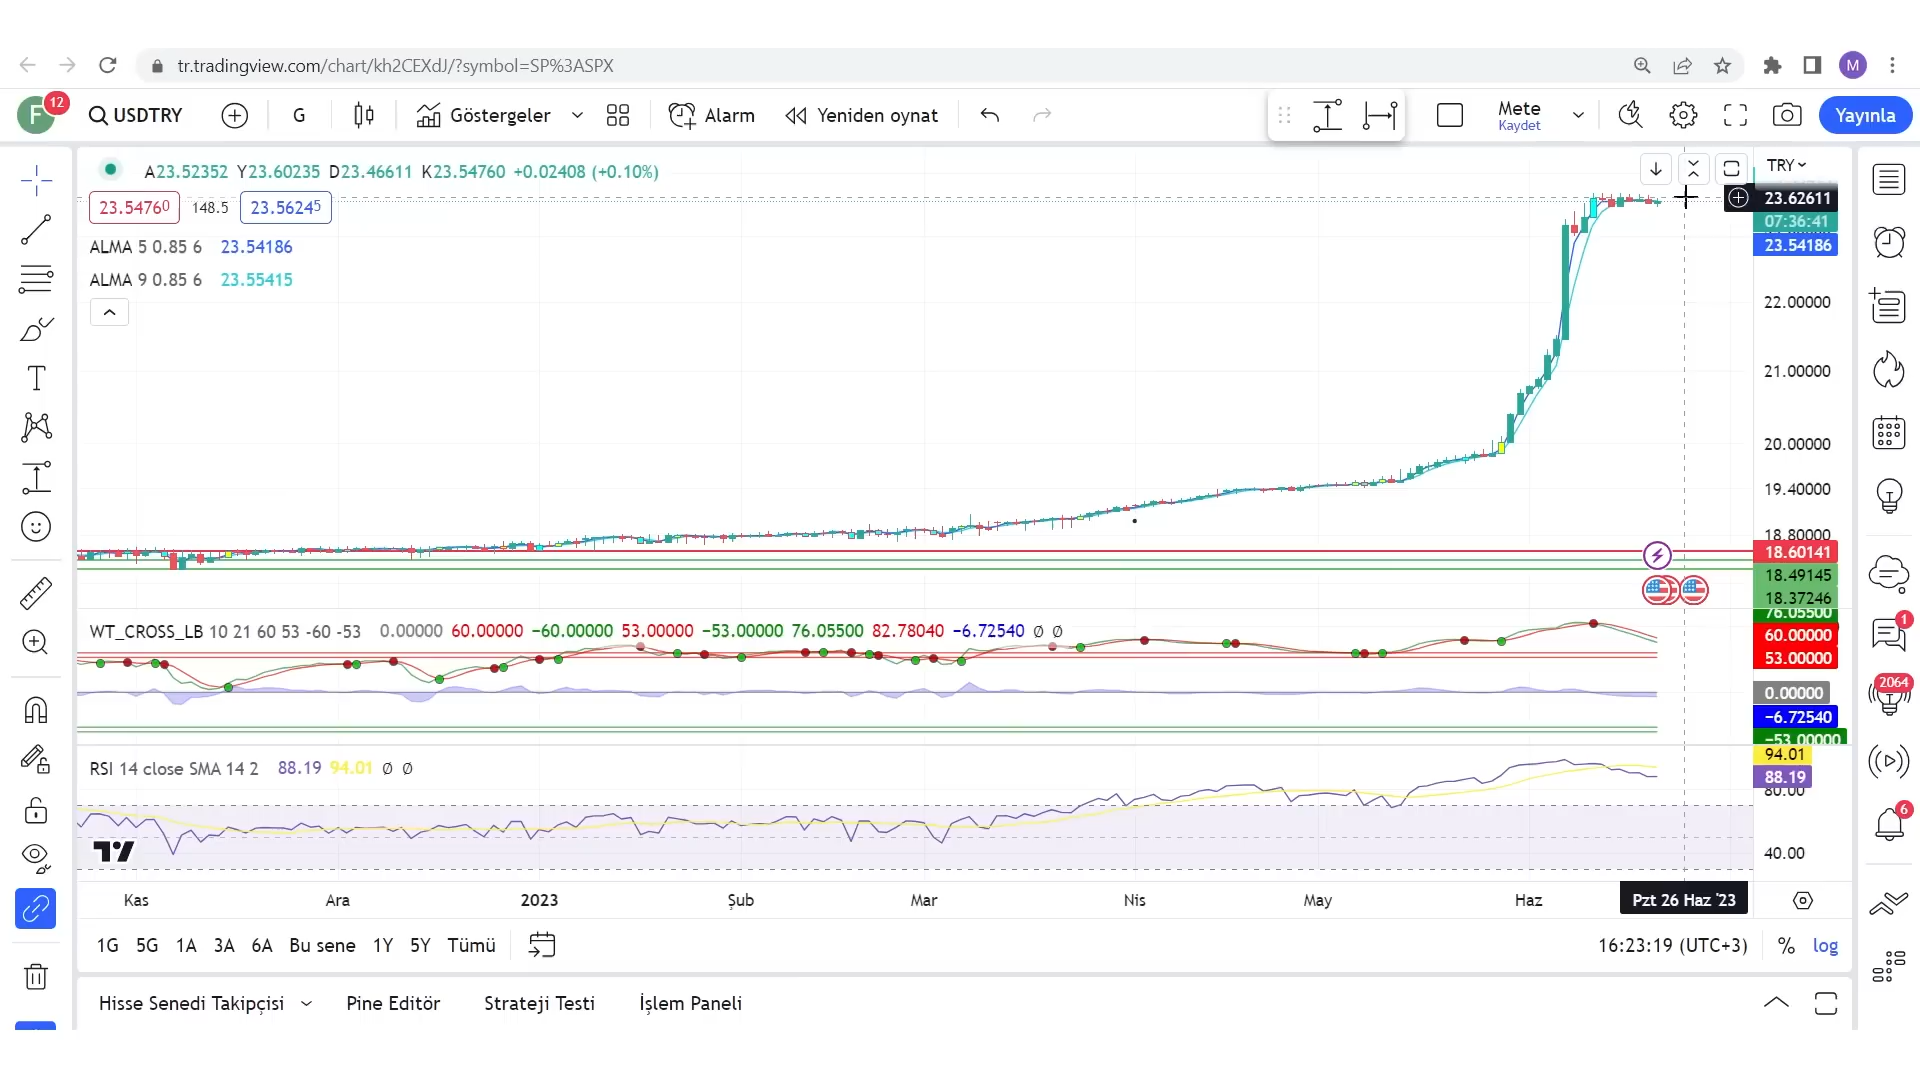 tr.tradingview.com/chart/kh2CEXdJ/?symbol=SP%3ASPX
M
F
12
USDTRY
G
Göstergeler
Alarm
Yeniden oynat
Mete
Kaydet
Yayınla
A23.52352 Y23.60235 D23.46611 K23.54760 +0.02408 (+0.10%)
23.54760
148.5
23.56245
ALMA 5 0.85 6 23.54186
ALMA 9 0.85 6 23.55415
TRY
23.62611
07:36:41
23.54186
22.00000
21.00000
20.00000
19.40000
18.80000
18.60141
18.49145
18.37246
WT_CROSS_LB 10 21 60 53 -60 -53 0.00000 60.00000 −60.00000 53.00000 −53.00000 76.05500 82.78040 −6.72540 Ø Ø
76.05500
60.00000
53.00000
0.00000
−6.72540
−53.00000
RSI 14 close SMA 14 2 88.19 94.01 Ø Ø
94.01
88.19
80.00
40.00
Kas Ara 2023 Şub Mar Nis May Haz Pzt 26 Haz '23
1G 5G 1A 3A 6A Bu sene 1Y 5Y Tümü
16:23:19 (UTC+3) % log
Hisse Senedi Takipçisi Pine Editör Strateji Testi İşlem Paneli
1
2064
6